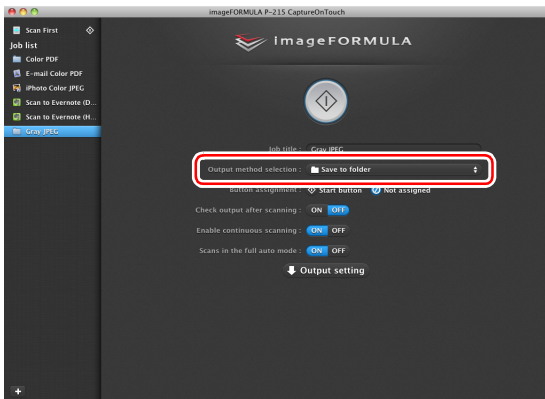 imageFORMULA P-215 CaptureOnTouch
Scan First
Job list
Color PDF
E-mail Color PDF
iPhoto Color JPEG
Scan to Evernote (D...
Scan to Evernote (H...
Gray JPEG
imageFORMULA
Job title : Gray JPEG
Output method selection : Save to folder
Button assignment : Start button Not assigned
Check output after scanning : ON OFF
Enable continuous scanning : ON OFF
Scans in the full auto mode : ON OFF
Output setting
+